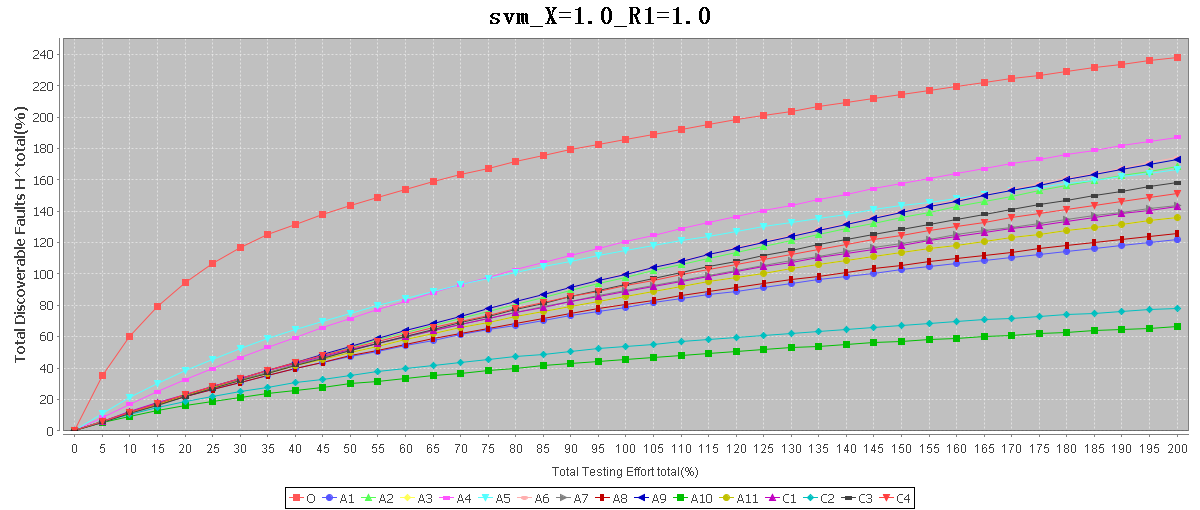 svm_X=1.0_R1=1.0
Total Discoverable Faults H^total(%)
240
220
200
180
160
140
120
100
80
60
40
20
0
0 5 10 15 20 25 30 35 40 45 50 55 60 65 70 75 80 85 90 95 100 105 110 115 120 125 130 135 140 145 150 155 160 165 170 175 180 185 190 195 200
Total Testing Effort total(%)
O A1 A2 A3 A4 A5 A6 A7 A8 A9 A10 A11 C1 C2 C3 C4